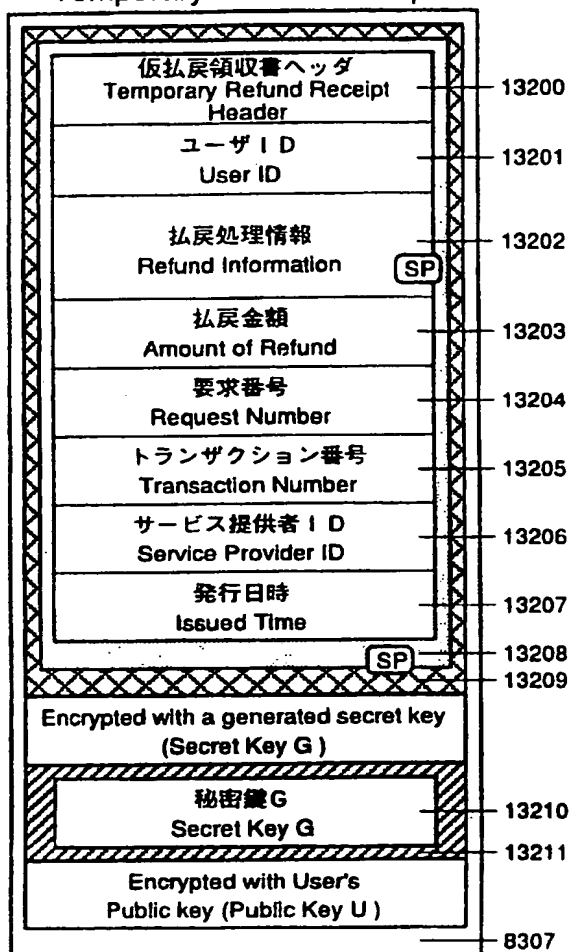 仮払戻領収書ヘッダ
Temporary Refund Receipt
Header
13200
ユーザID
User ID
13201
払戻処理情報
Refund Information
SP
13202
払戻金額
Amount of Refund
13203
要求番号
Request Number
13204
トランザクション番号
Transaction Number
13205
サービス提供者ID
Service Provider ID
13206
発行日時
Issued Time
13207
SP
13208
13209
Encrypted with a generated secret key
(Secret Key G )
秘密鍵G
Secret Key G
13210
13211
Encrypted with User's
Public key (Public Key U )
8307